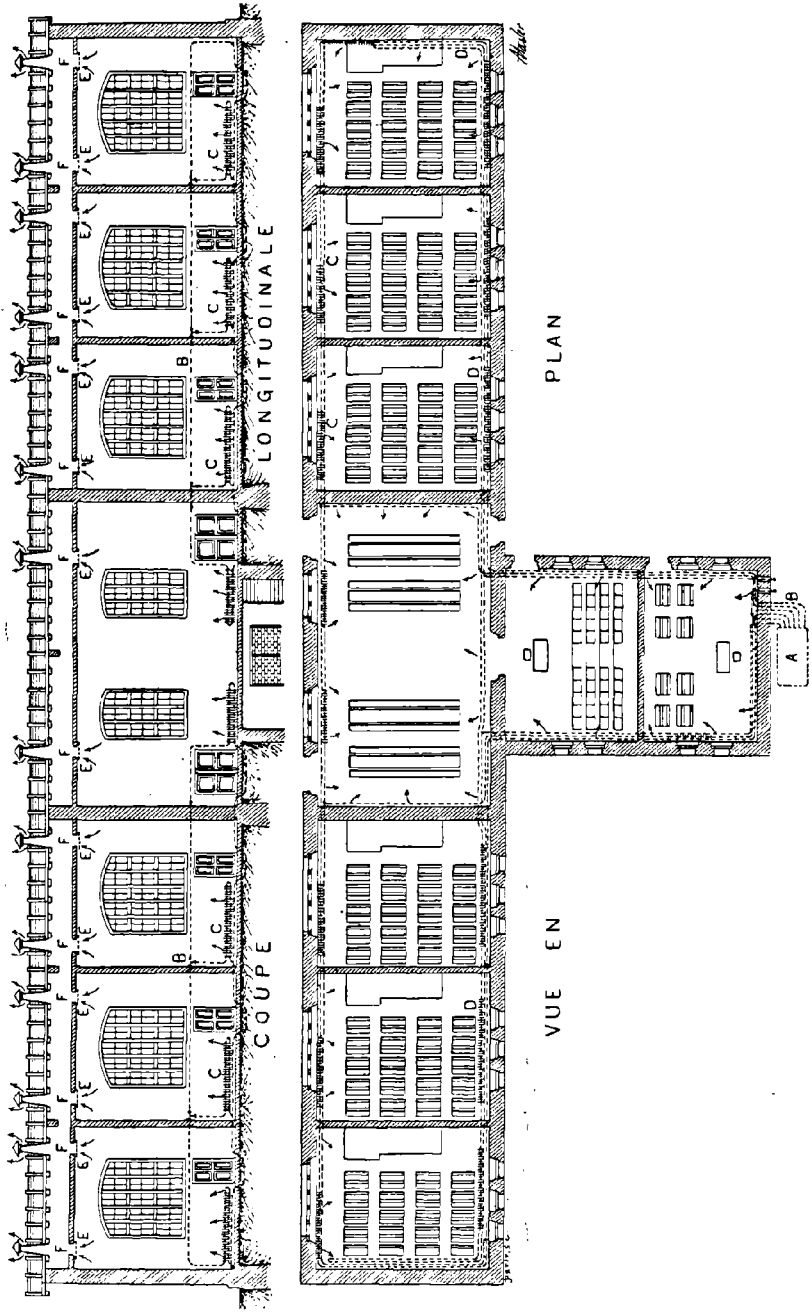 F F F F F F F F F F F F F F
E E E E E E E E E E E E E E
B B
C C C C C
COUPE LONGITUDINALE
C C
D D D
VUE EN PLAN
B
A